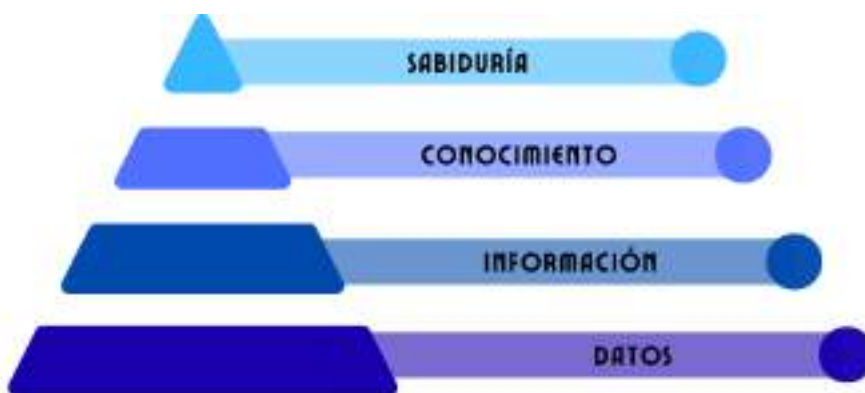 SABIDURÍA
CONOCIMIENTO
INFORMACIÓN
DATOS